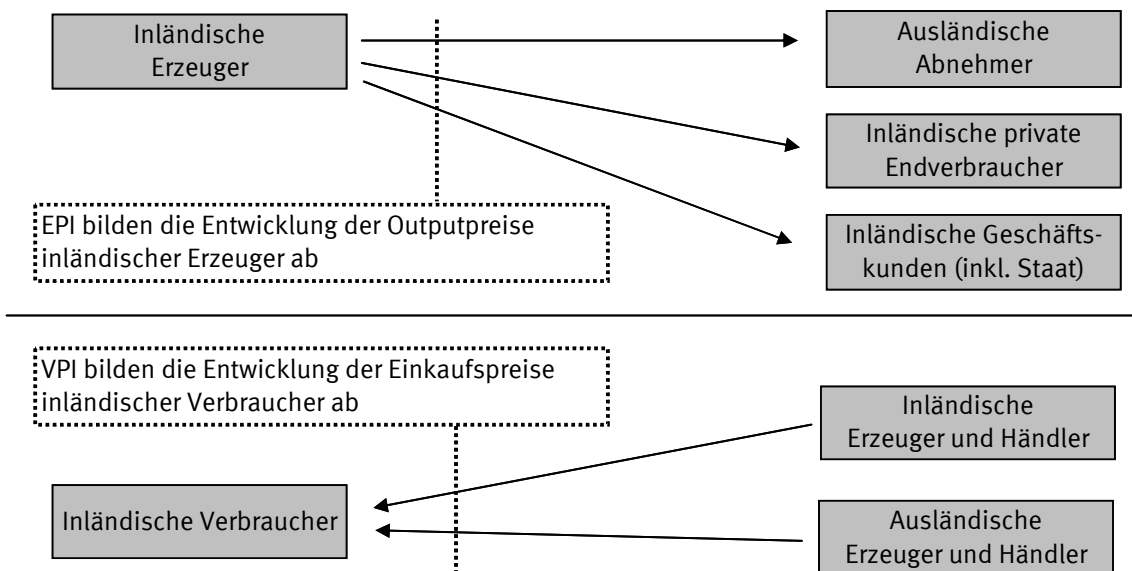 Inländische
Erzeuger
Ausländische
Abnehmer
Inländische private
Endverbraucher
EPI bilden die Entwicklung der Outputpreise
inländischer Erzeuger ab
Inländische Geschäfts-
kunden (inkl. Staat)
VPI bilden die Entwicklung der Einkaufspreise
inländischer Verbraucher ab
Inländische
Erzeuger und Händler
Inländische Verbraucher
Ausländische
Erzeuger und Händler